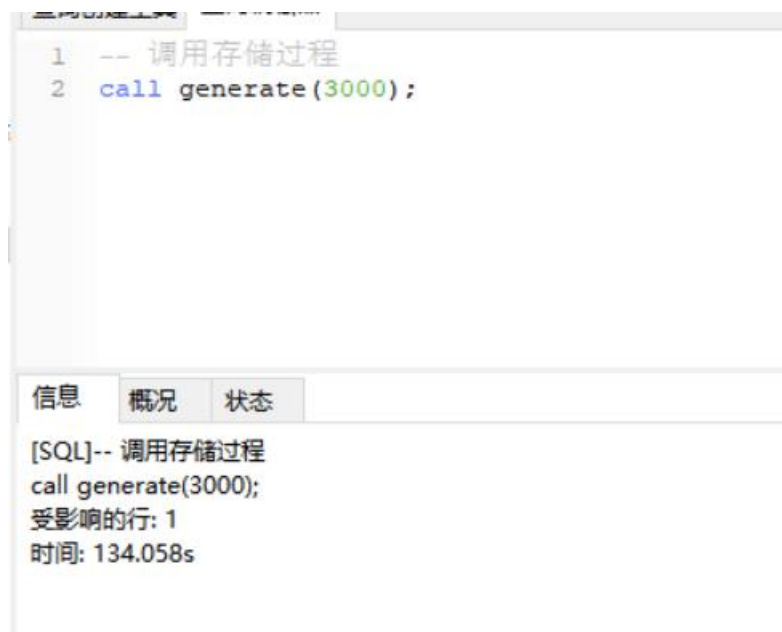 1 -- 调用存储过程
2 call generate(3000);
信息 概况 状态
[SQL]-- 调用存储过程
call generate(3000);
受影响的行: 1
时间: 134.058s